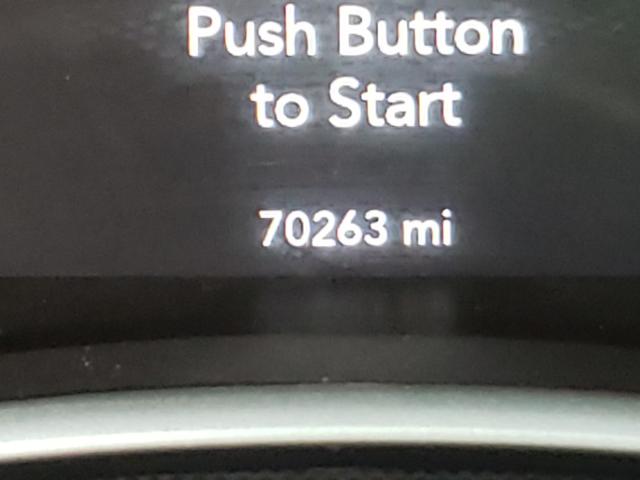 Push Button
to Start
70263 mi